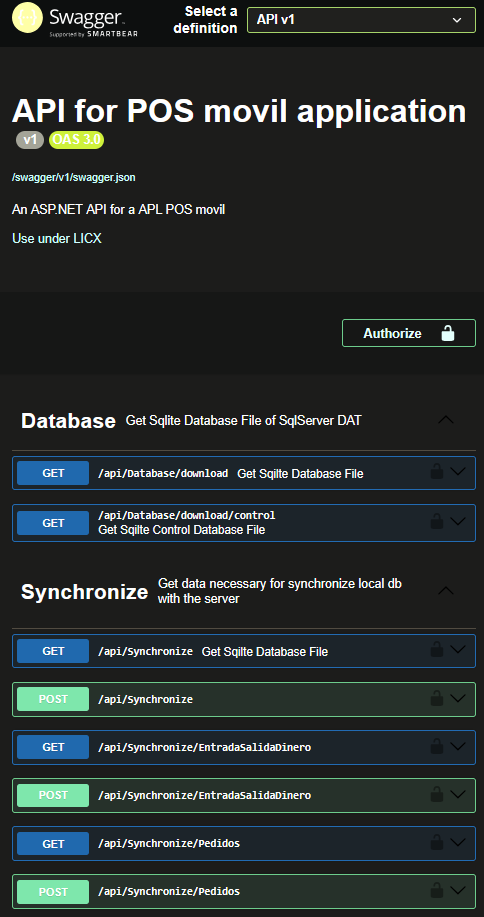 Swagger
Supported by SMARTBEAR
Select a
definition
API v1
API for POS movil application
v1 OAS 3.0
/swagger/v1/swagger.json
An ASP.NET API for a APL POS movil
Use under LICX
Authorize
Database Get Sqlite Database File of SqlServer DAT
GET /api/Database/download Get Sqilte Database File
GET /api/Database/download/control
Get Sqilte Control Database File
Synchronize Get data necessary for synchronize local db
with the server
GET /api/Synchronize Get Sqilte Database File
POST /api/Synchronize
GET /api/Synchronize/EntradaSalidaDinero
POST /api/Synchronize/EntradaSalidaDinero
GET /api/Synchronize/Pedidos
POST /api/Synchronize/Pedidos